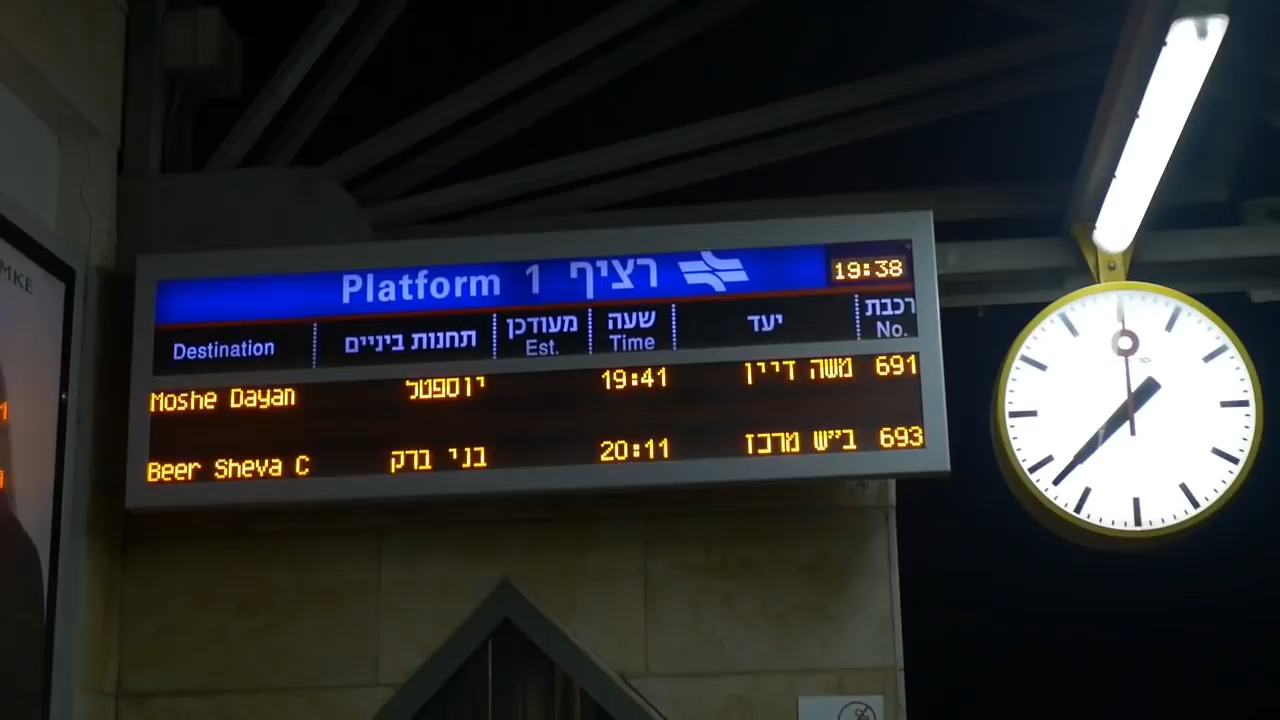 MKE
Platform 1 רציף 19:38
Destination תחנות ביניים מעודכן שעה יעד רכבת
Est. Time No.
Moshe Dayan יוספטל 19:41 משה דיין 691
Beer Sheva C בני ברק 20:11 ב״ש מרכז 693